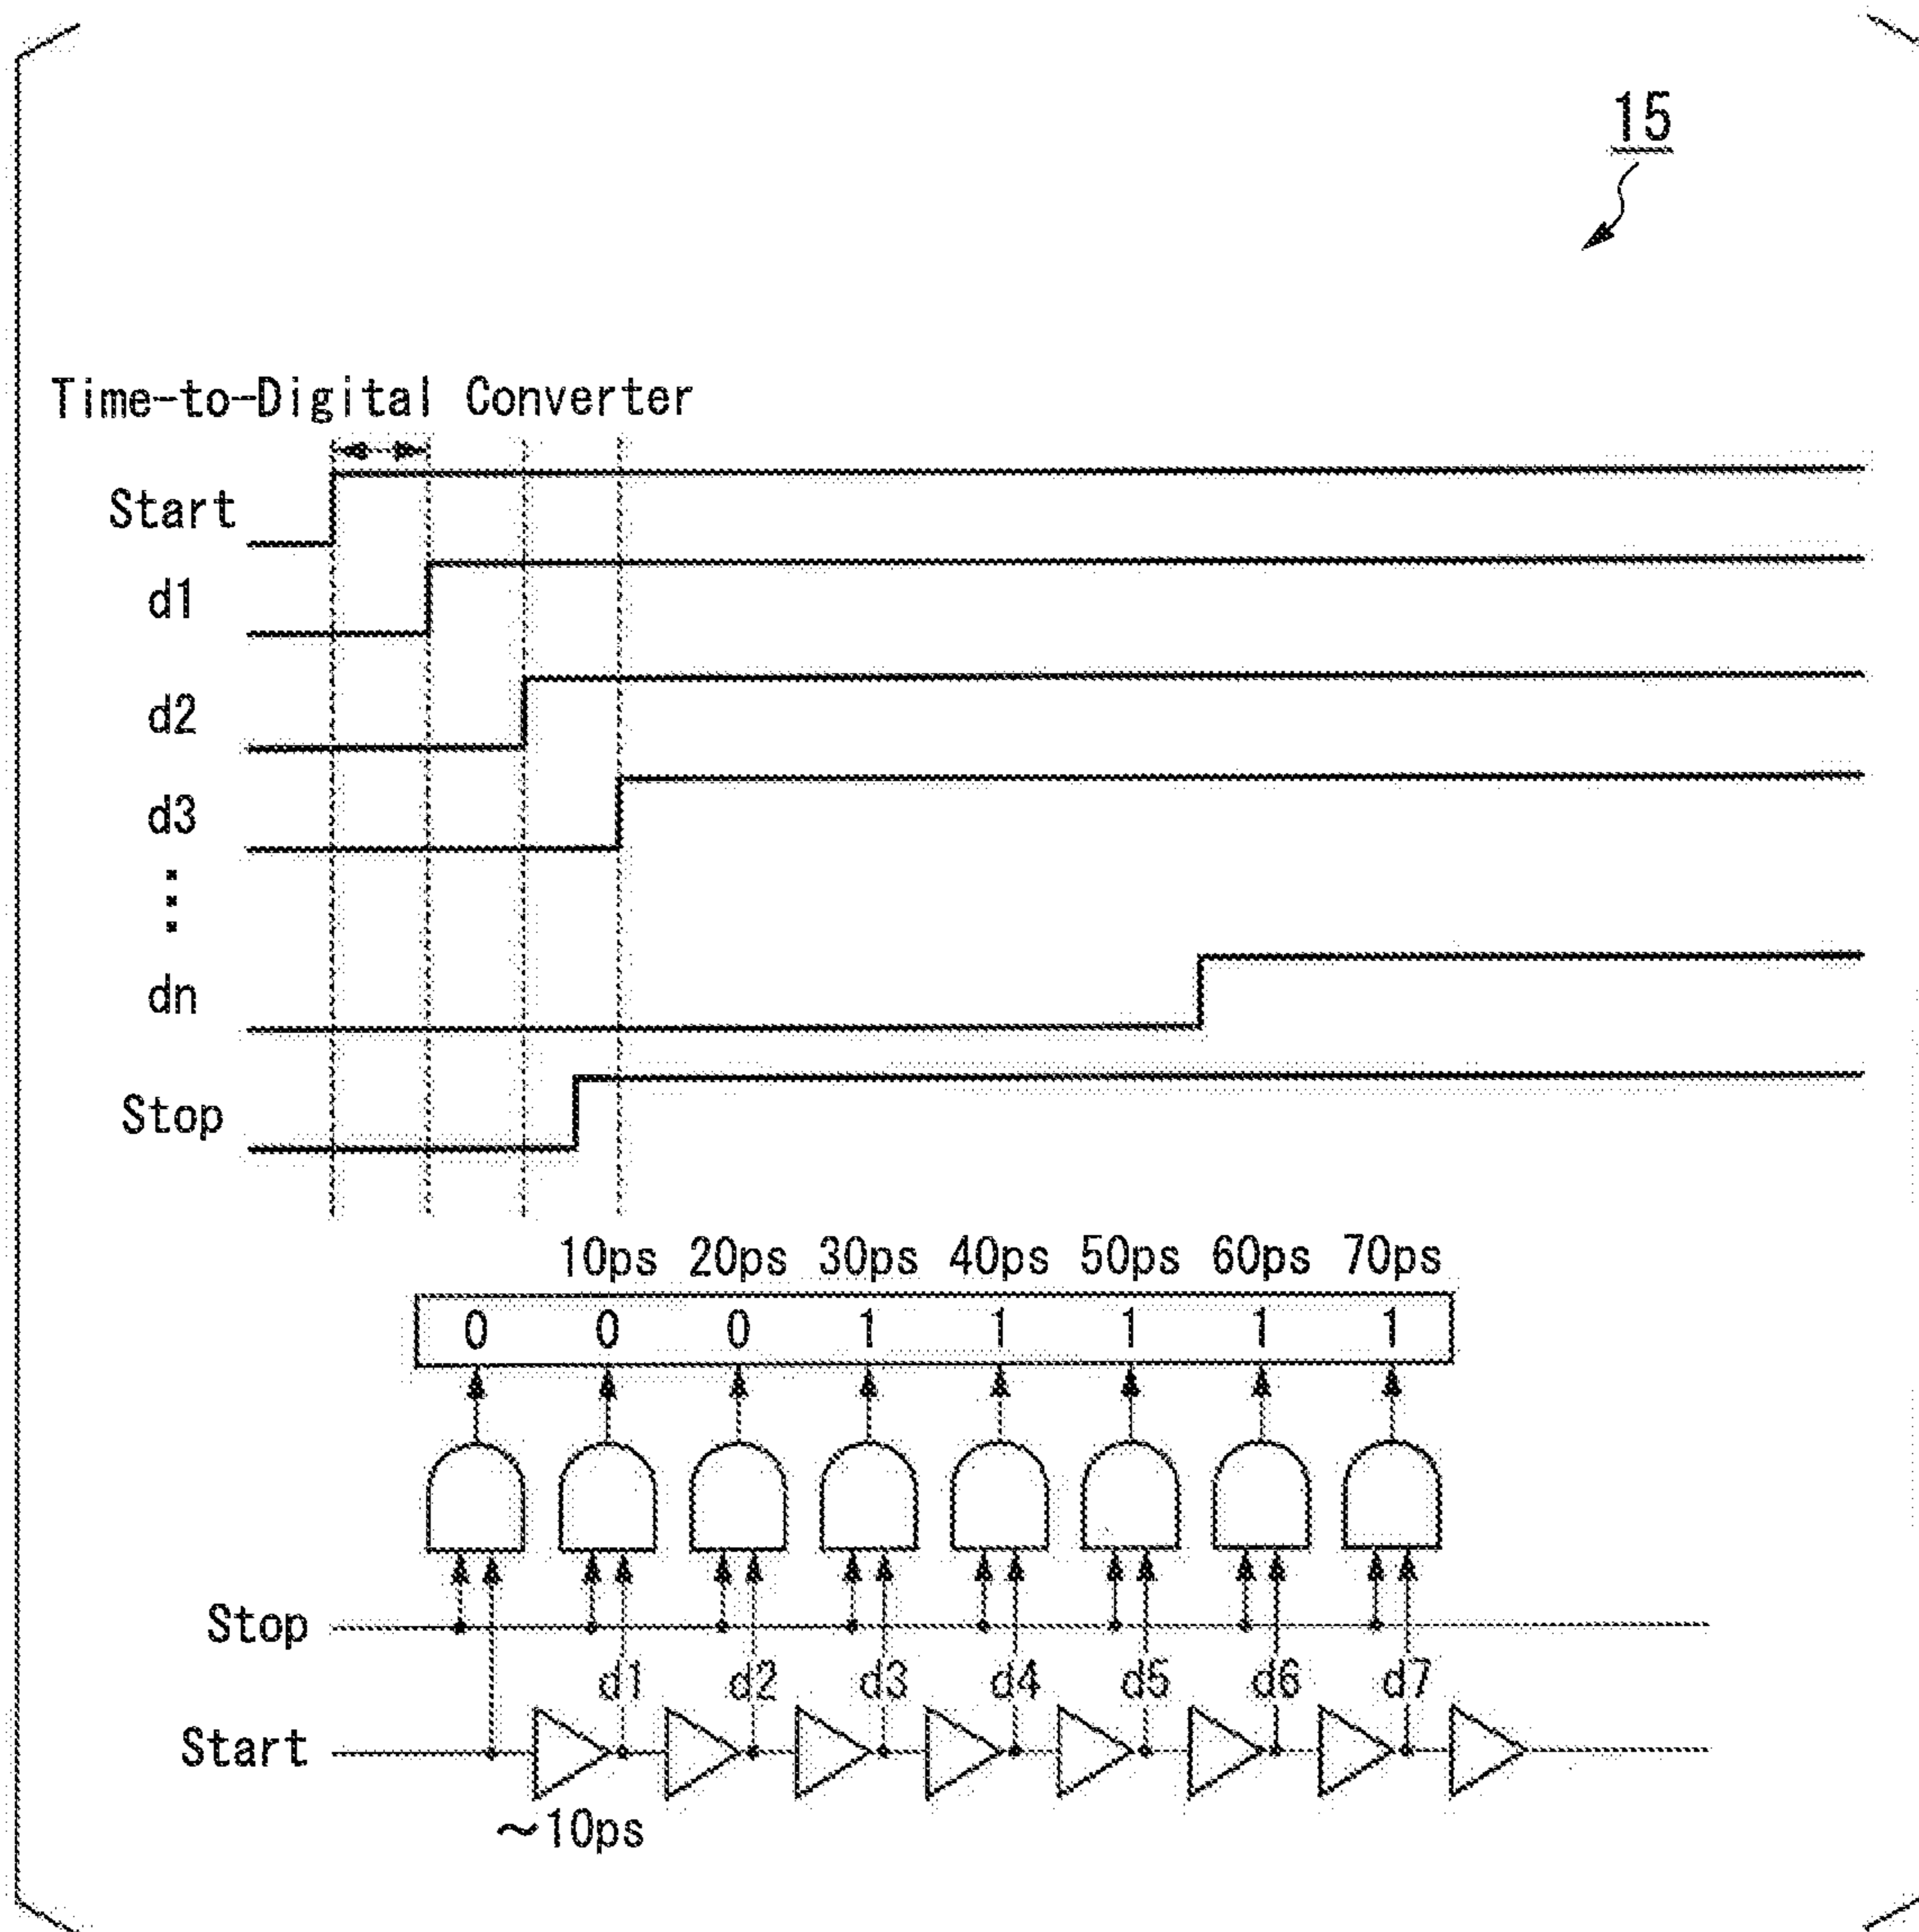 15
Time-to-Digital Converter
Start
d1
d2
d3
dn
Stop
10ps 20ps 30ps 40ps 50ps 60ps 70ps
0 0 0 1 1 1 1 1
Stop
d1 d2 d3 d4 d5 d6 d7
Start
~10ps